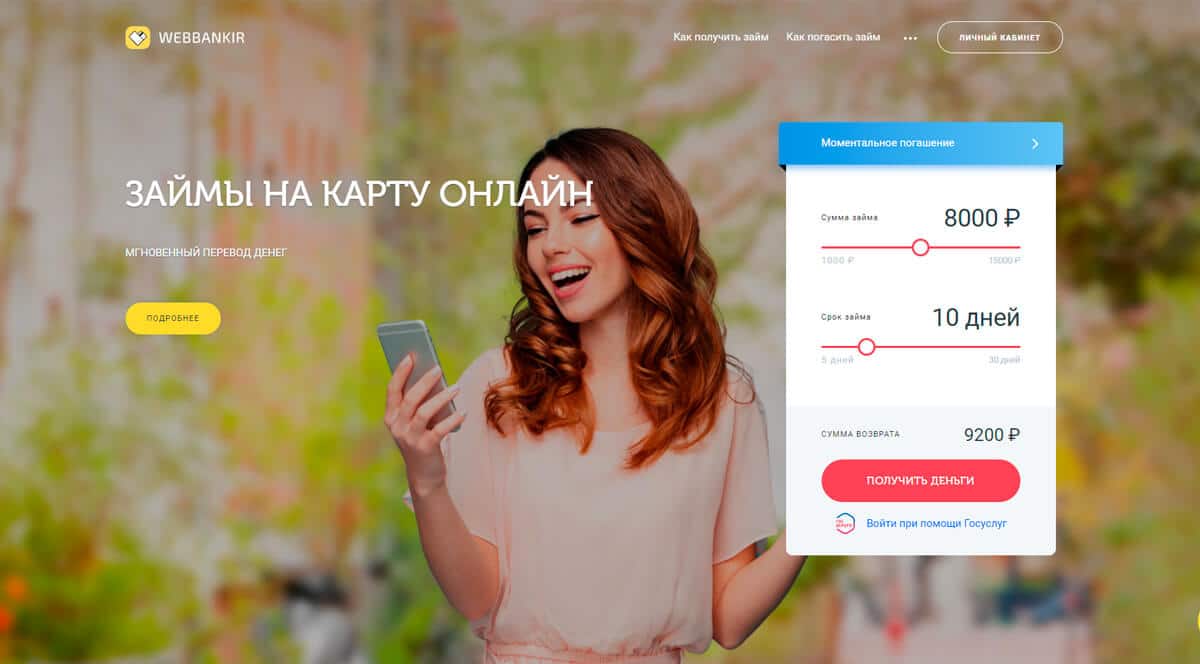 WEBBANKIR
Как получить займ
Как погасить займ
ЛИЧНЫЙ КАБИНЕТ
ЗАЙМЫ НА КАРТУ ОНЛАЙН
МГНОВЕННЫЙ ПЕРЕВОД ДЕНЕГ
ПОДРОБНЕЕ
Моментальное погашение
Сумма займа 8000 ₽
1000 ₽ 15000 ₽
Срок займа 10 дней
5 дней 30 дней
СУММА ВОЗВРАТА 9200 ₽
ПОЛУЧИТЬ ДЕНЬГИ
Войти при помощи Госуслуг